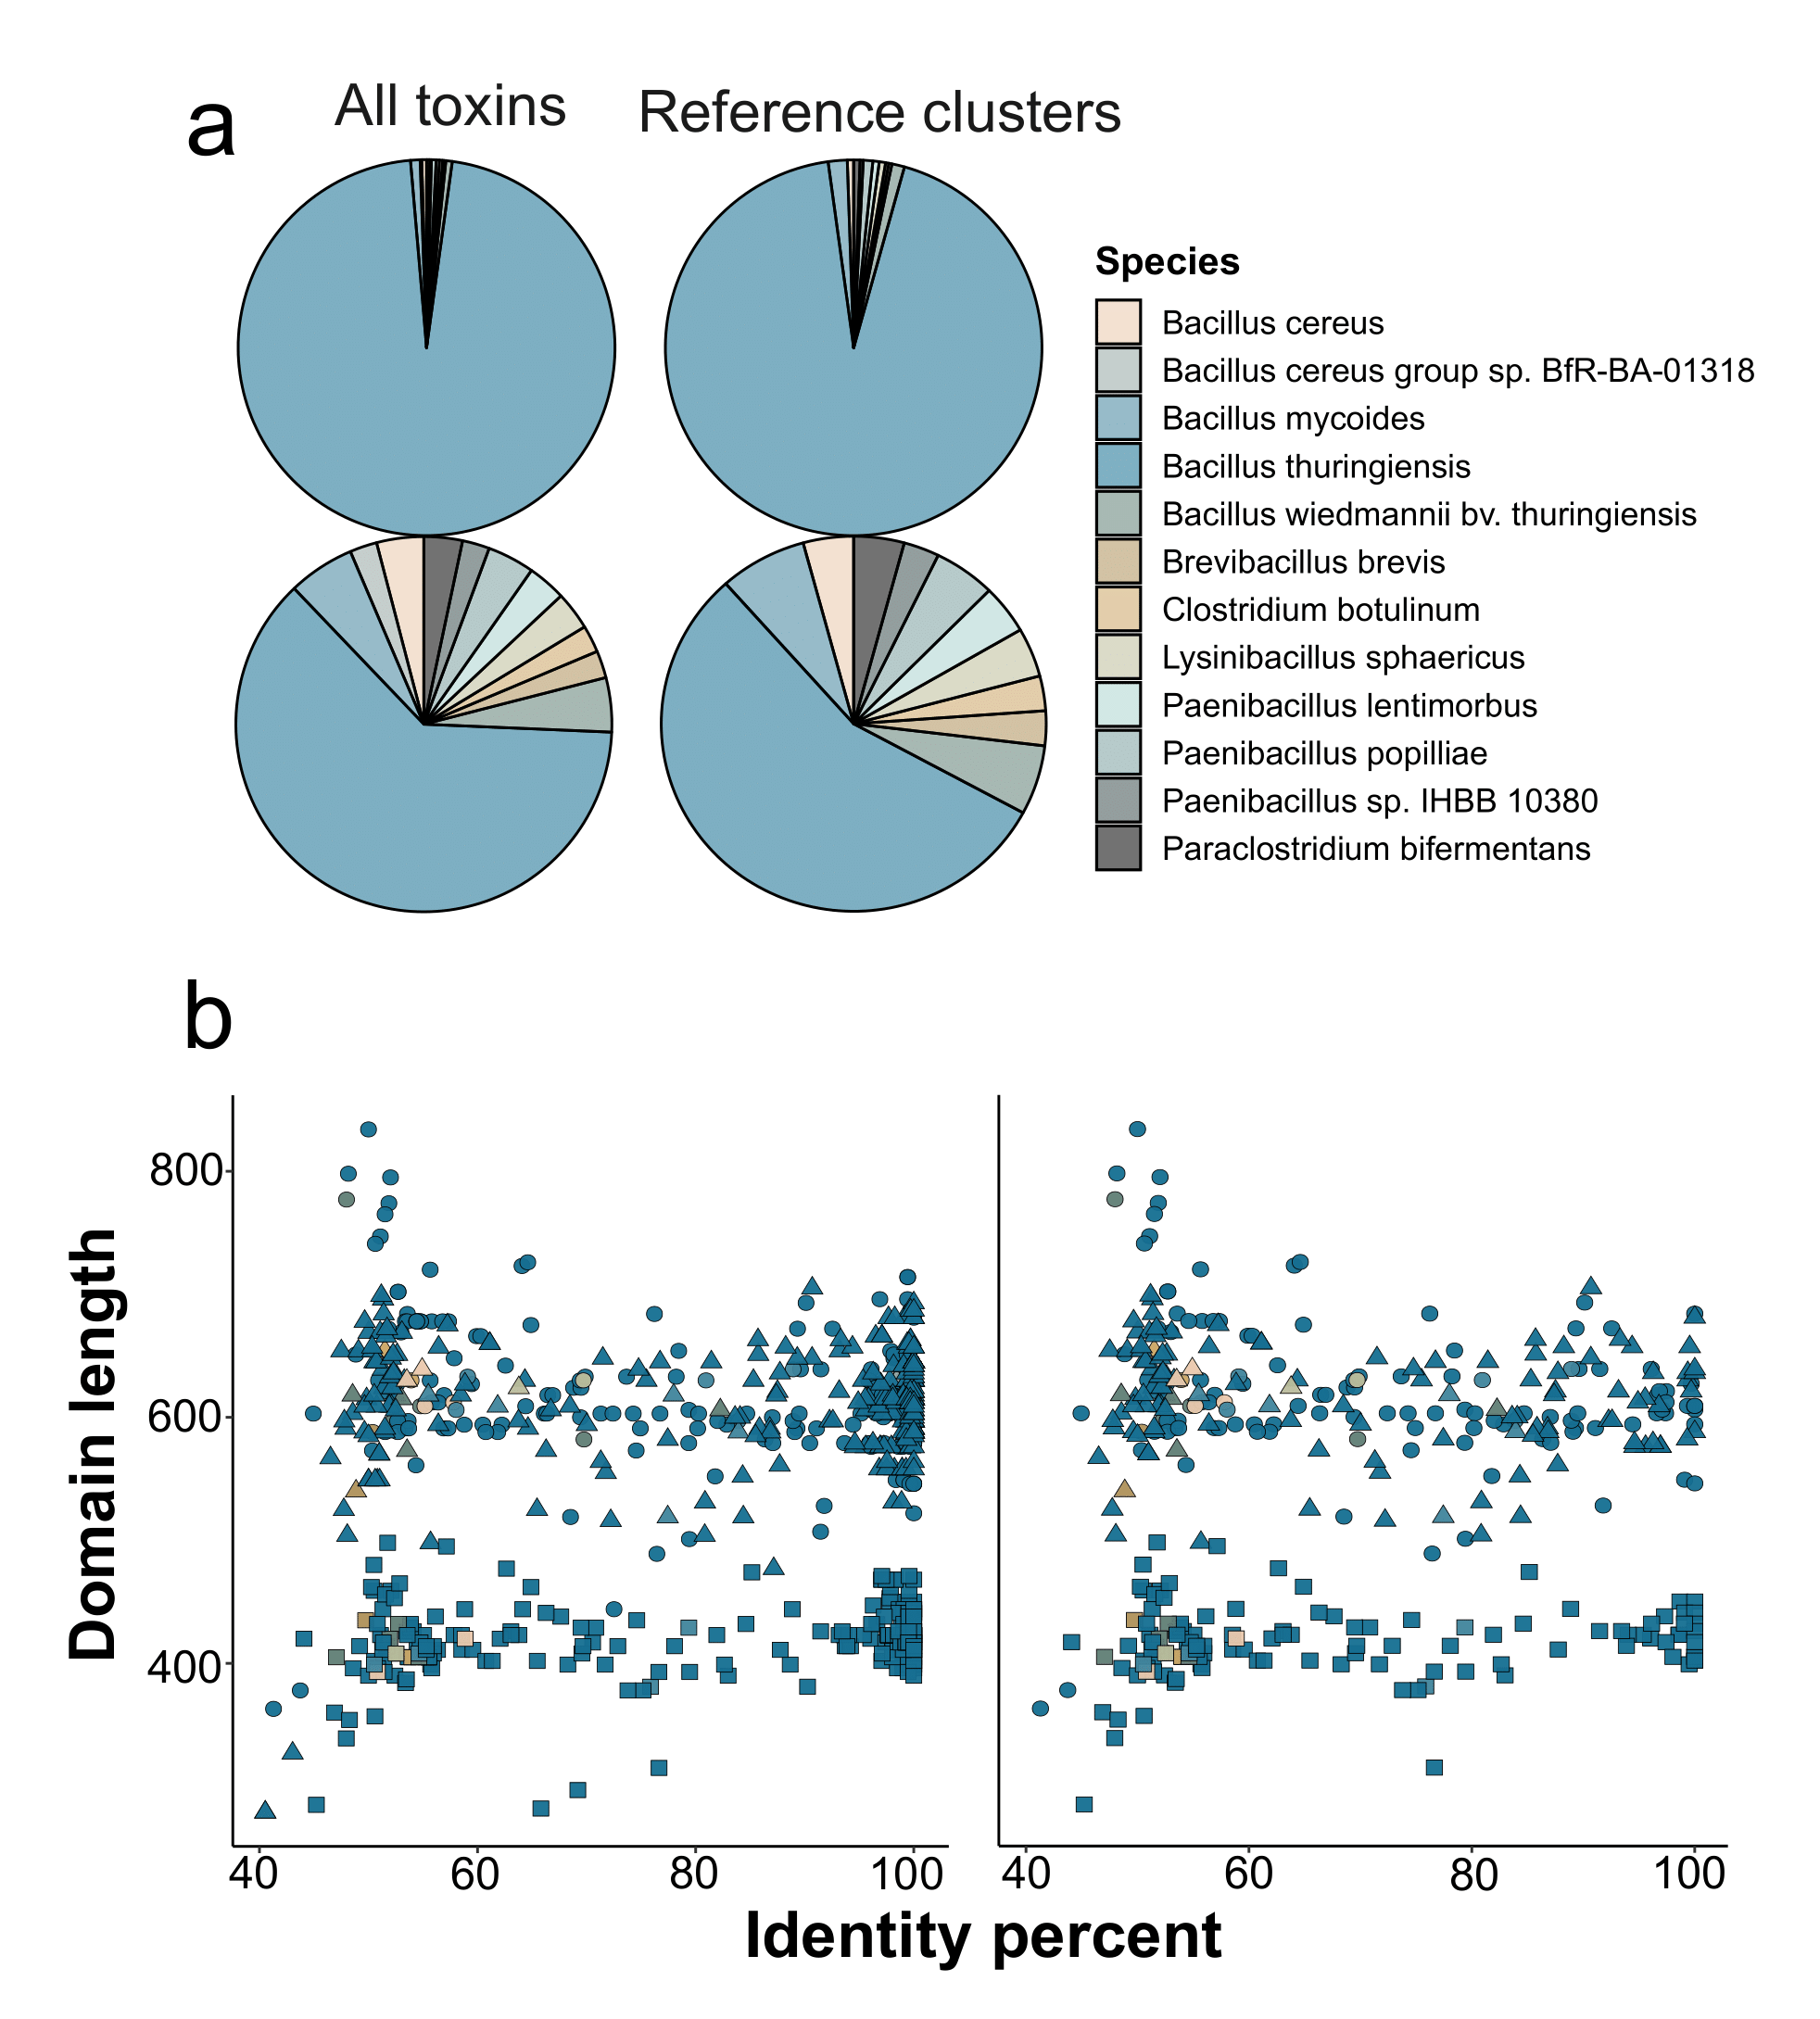 a
All toxins
Reference clusters
Species
Bacillus cereus
Bacillus cereus group sp. BfR-BA-01318
Bacillus mycoides
Bacillus thuringiensis
Bacillus wiedmannii bv. thuringiensis
Brevibacillus brevis
Clostridium botulinum
Lysinibacillus sphaericus
Paenibacillus lentimorbus
Paenibacillus popilliae
Paenibacillus sp. IHBB 10380
Paraclostridium bifermentans
b
Domain length
800
600
400
40 60 80 100
40 60 80 100
Identity percent